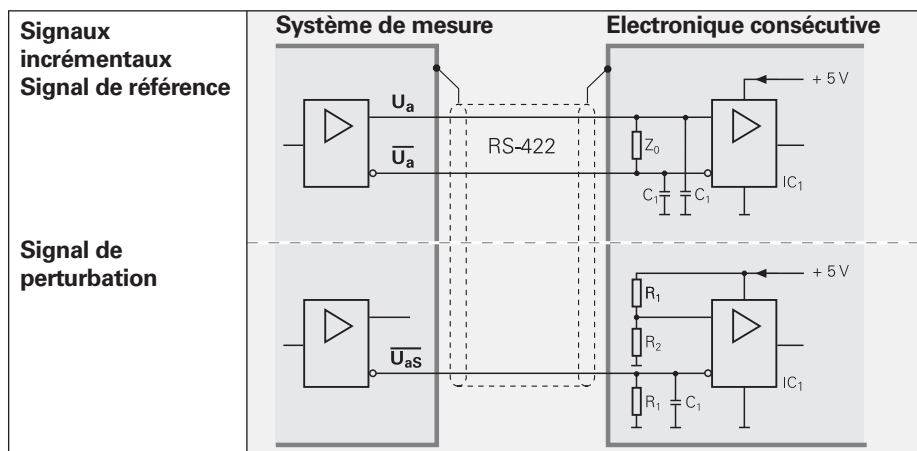 Signaux
incrémentaux
Signal de référence
Système de mesure
Electronique consécutive
+ 5 V
Ua
RS-422
Z0
Ua
C1
C1
IC1
Signal de
perturbation
+ 5 V
R1
R2
UaS
R1
C1
IC1